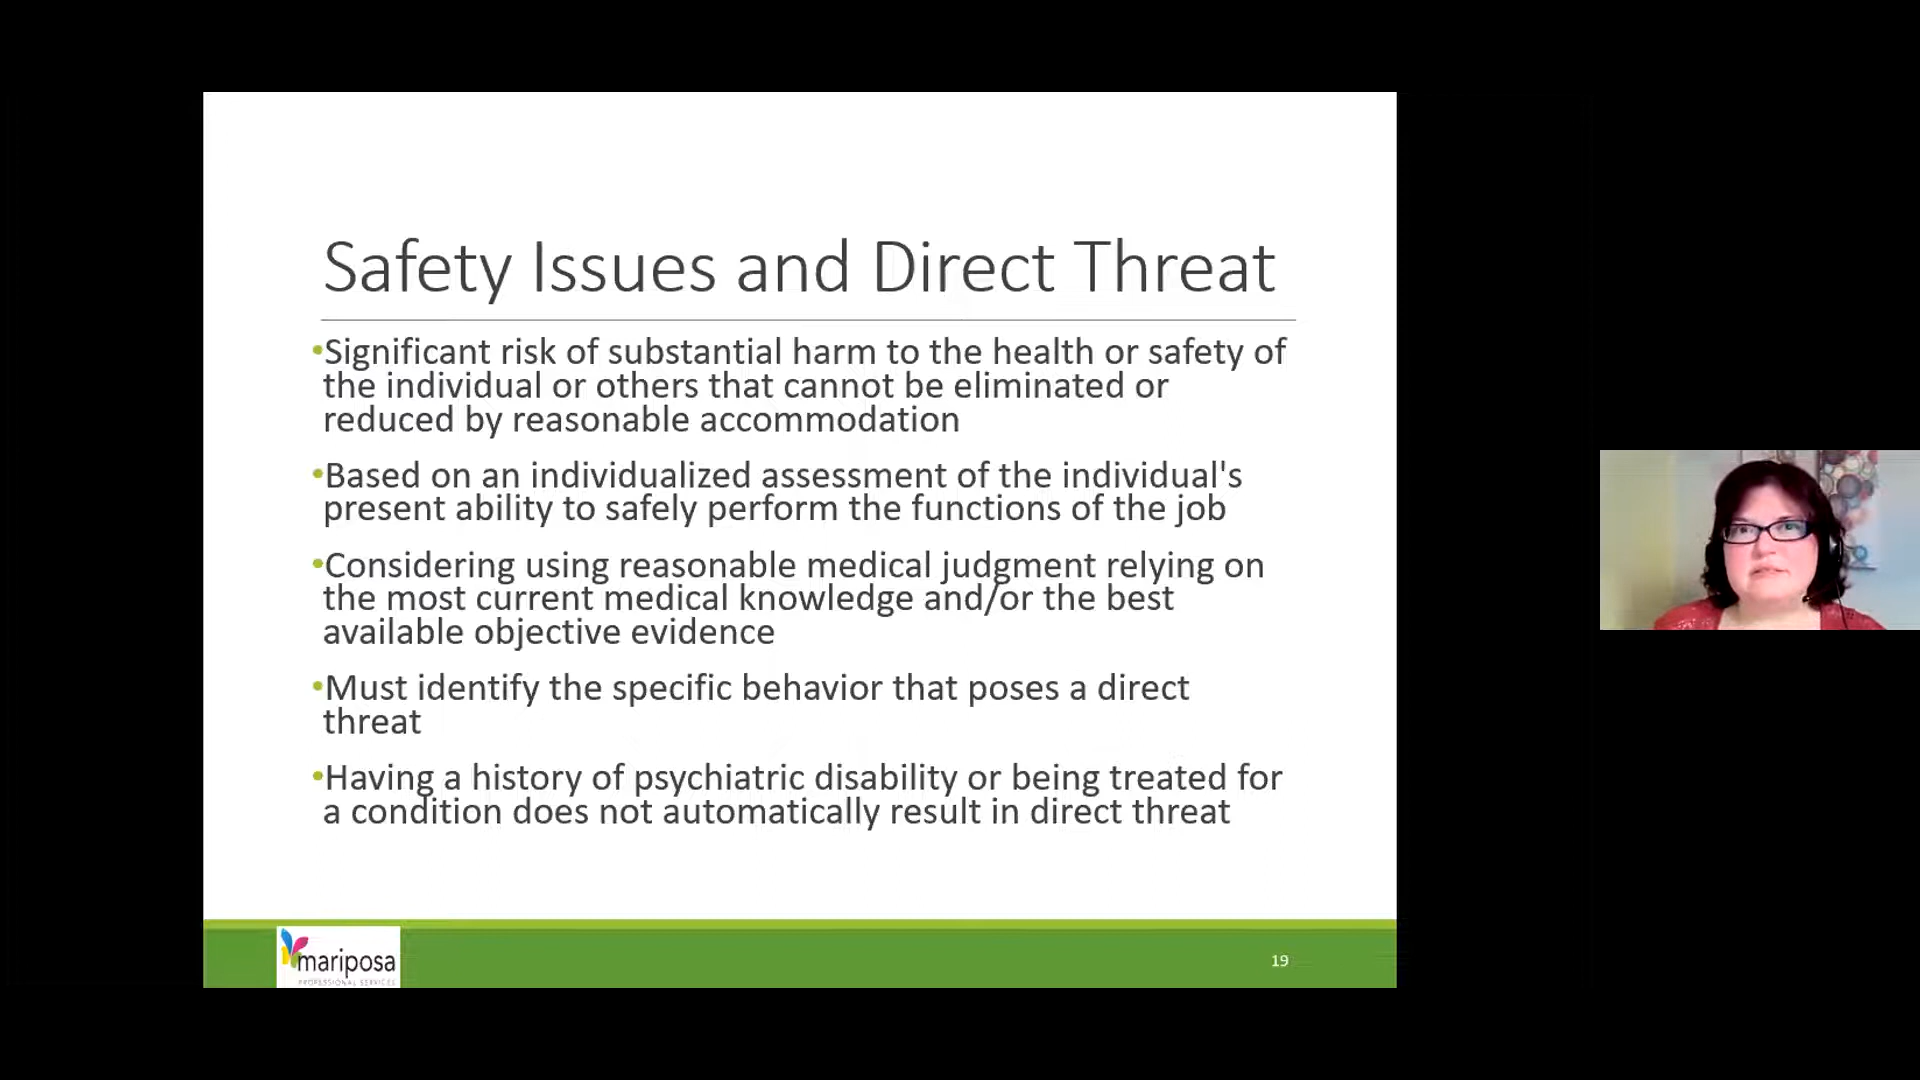 Safety Issues and Direct Threat
•Significant risk of substantial harm to the health or safety of
the individual or others that cannot be eliminated or
reduced by reasonable accommodation
•Based on an individualized assessment of the individual's
present ability to safely perform the functions of the job
•Considering using reasonable medical judgment relying on
the most current medical knowledge and/or the best
available objective evidence
•Must identify the specific behavior that poses a direct
threat
•Having a history of psychiatric disability or being treated for
a condition does not automatically result in direct threat
mariposa
PROFESSIONAL SERVICES
19